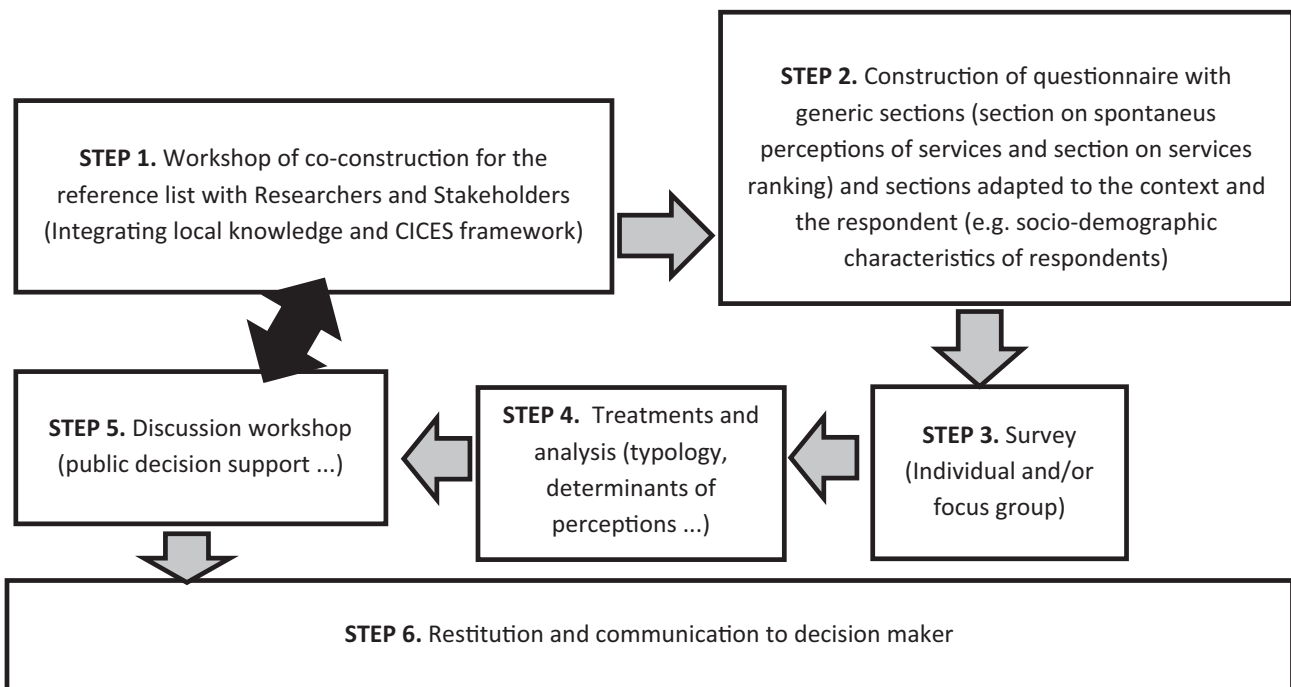 STEP 1. Workshop of co-construction for the
reference list with Researchers and Stakeholders
(Integrating local knowledge and CICES framework)
STEP 2. Construction of questionnaire with
generic sections (section on spontaneus
perceptions of services and section on services
ranking) and sections adapted to the context and
the respondent (e.g. socio-demographic
characteristics of respondents)
STEP 3. Survey
(Individual and/or
focus group)
STEP 4. Treatments and
analysis (typology,
determinants of
perceptions ...)
STEP 5. Discussion workshop
(public decision support ...)
STEP 6. Restitution and communication to decision maker